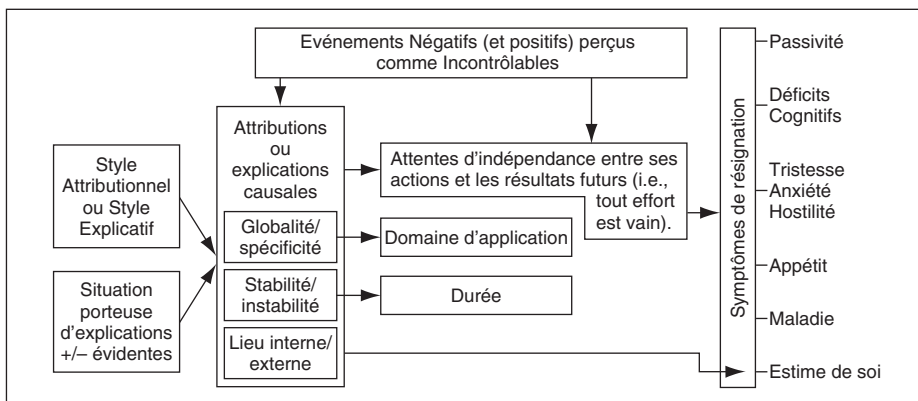 Evénements Négatifs (et positifs) perçus
comme Incontrôlables
Style
Attributionnel
ou Style
Explicatif
Situation
porteuse
d'explications
+/– évidentes
Attributions
ou
explications
causales
Globalité/
spécificité
Stabilité/
instabilité
Lieu interne/
externe
Attentes d'indépendance entre ses
actions et les résultats futurs (i.e.,
tout effort
est vain).
Domaine d'application
Durée
Symptômes de résignation
Passivité
Déficits
Cognitifs
Tristesse
Anxiété
Hostilité
Appétit
Maladie
Estime de soi